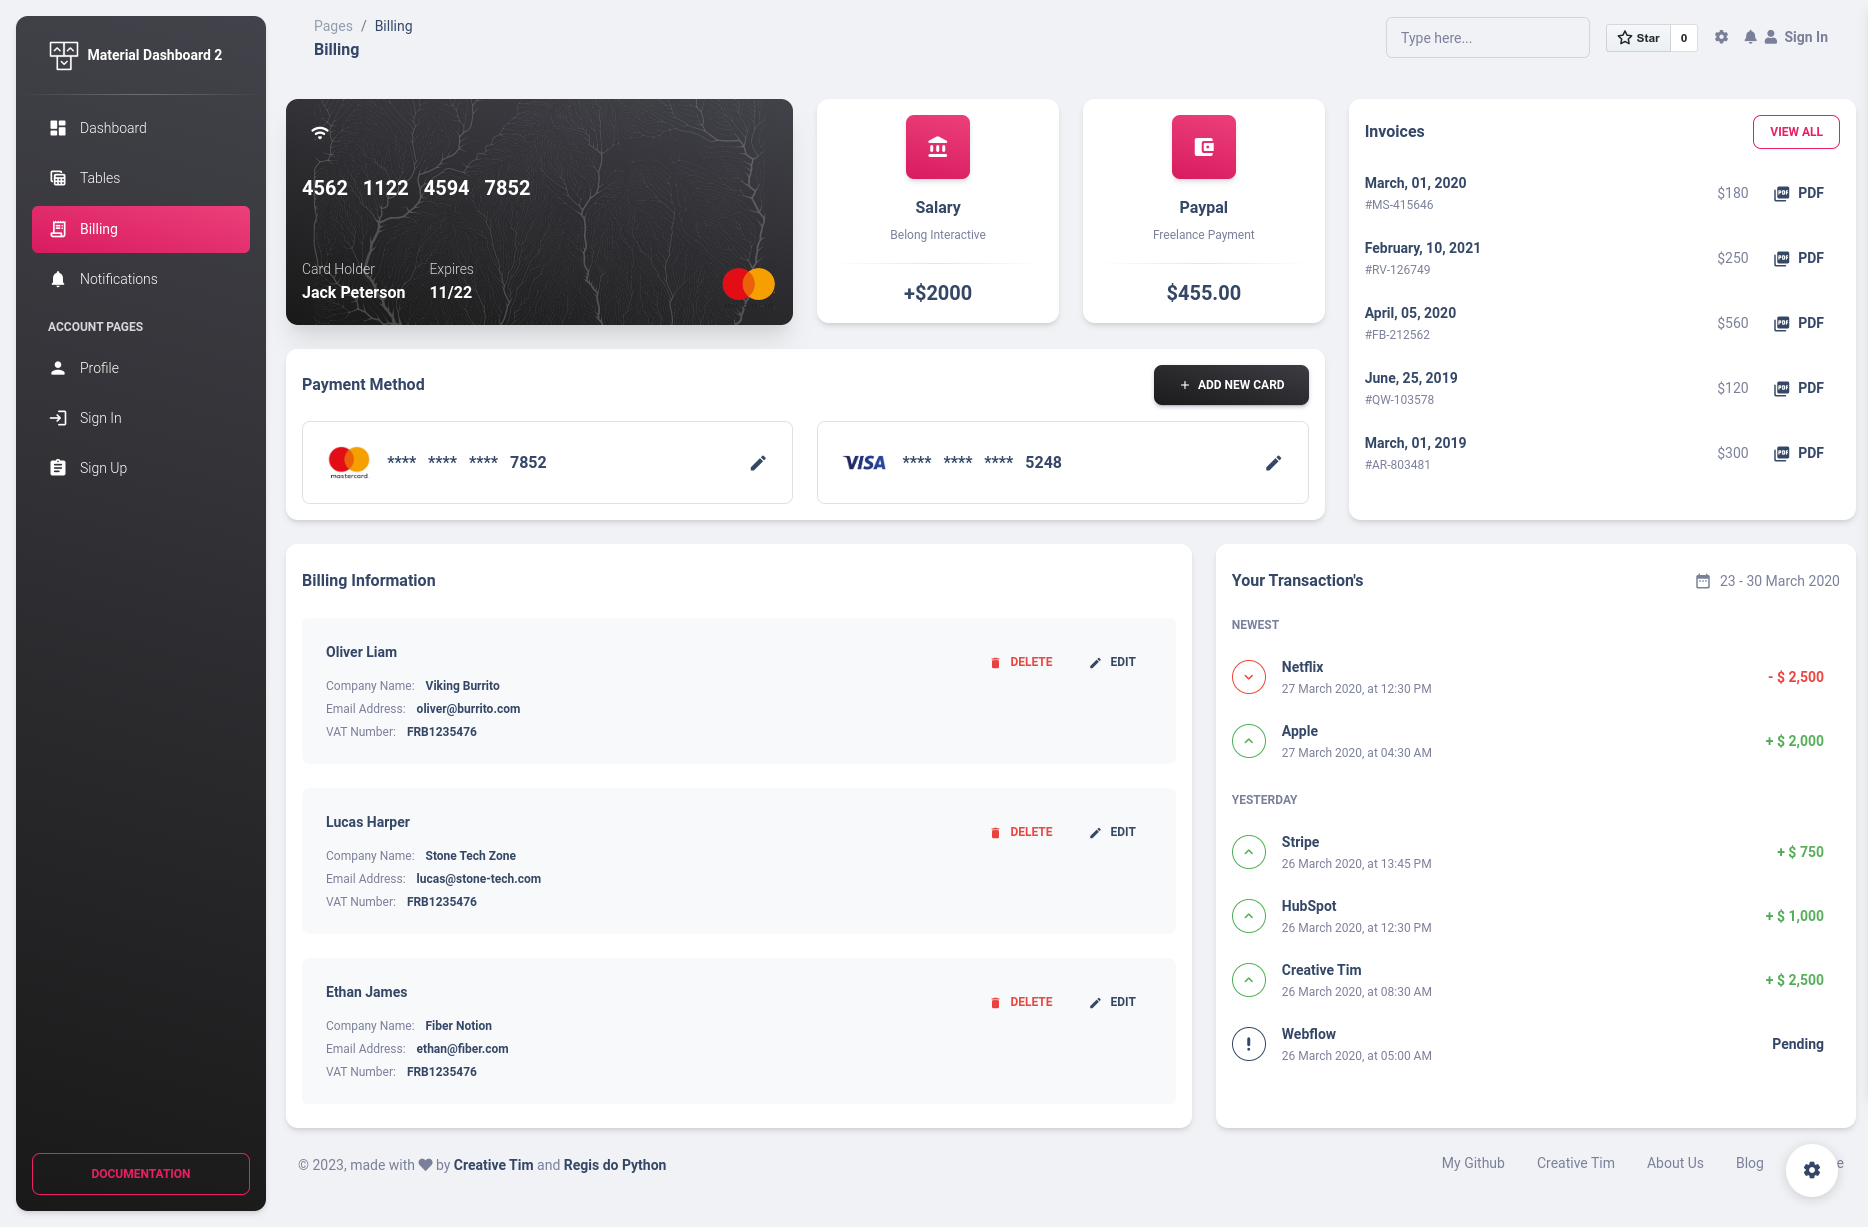 Material Dashboard 2
Dashboard
Tables
Billing
Notifications
ACCOUNT PAGES
Profile
Sign In
Sign Up
DOCUMENTATION
Pages / Billing
Billing
Type here...
Star 0
Sign In
4562 1122 4594 7852
Card Holder Expires
Jack Peterson 11/22
Salary
Belong Interactive
+$2000
Paypal
Freelance Payment
$455.00
Invoices
VIEW ALL
March, 01, 2020
#MS-415646
$180 PDF
February, 10, 2021
#RV-126749
$250 PDF
April, 05, 2020
#FB-212562
$560 PDF
June, 25, 2019
#QW-103578
$120 PDF
March, 01, 2019
#AR-803481
$300 PDF
Payment Method
+ ADD NEW CARD
mastercard
**** **** **** 7852
VISA **** **** **** 5248
Billing Information
Oliver Liam
DELETE EDIT
Company Name: Viking Burrito
Email Address: oliver@burrito.com
VAT Number: FRB1235476
Lucas Harper
DELETE EDIT
Company Name: Stone Tech Zone
Email Address: lucas@stone-tech.com
VAT Number: FRB1235476
Ethan James
DELETE EDIT
Company Name: Fiber Notion
Email Address: ethan@fiber.com
VAT Number: FRB1235476
Your Transaction's
23 - 30 March 2020
NEWEST
Netflix
27 March 2020, at 12:30 PM
- $ 2,500
Apple
27 March 2020, at 04:30 AM
+ $ 2,000
YESTERDAY
Stripe
26 March 2020, at 13:45 PM
+ $ 750
HubSpot
26 March 2020, at 12:30 PM
+ $ 1,000
Creative Tim
26 March 2020, at 08:30 AM
+ $ 2,500
Webflow
26 March 2020, at 05:00 AM
Pending
© 2023, made with by Creative Tim and Regis do Python
My Github Creative Tim About Us Blog